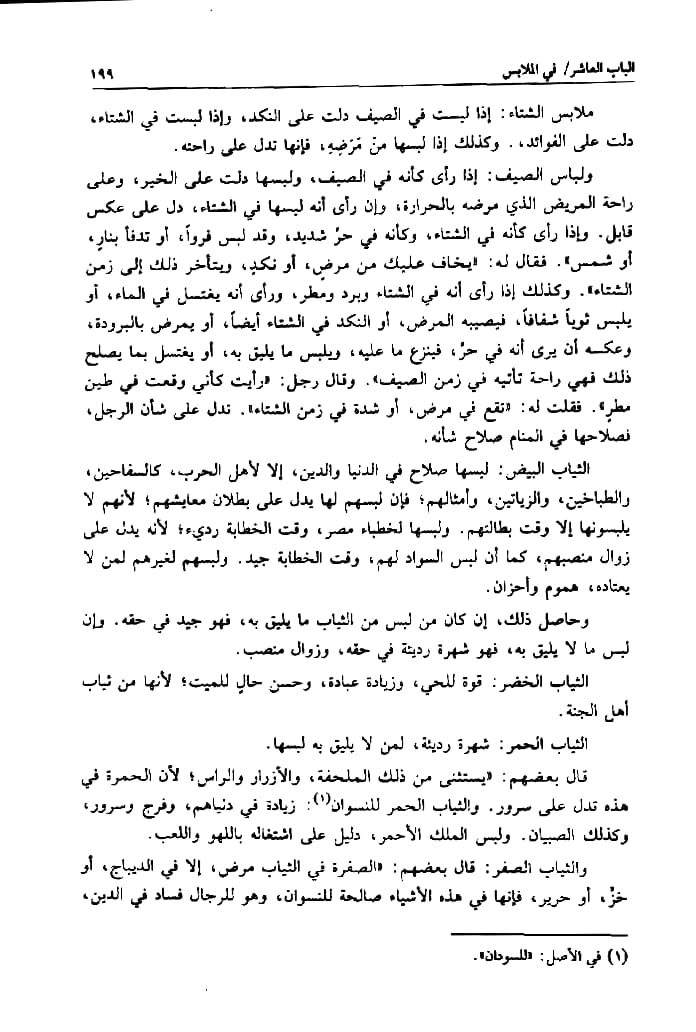 الباب العاشر/ في الملابس ١٩٩
ملابس الشتاء: إذا لبست في الصيف دلت على النكد، وإذا لبست في الشتاء،
دلت على الفوائد،. وكذلك إذا لبسها منْ مَرَضِهِ، فإنها تدل على راحته.
ولباس الصيف: إذا رأى كأنه في الصيف، ولبسها دلت على الخير، وعلى
راحة المريض الذي مرضه بالحرارة، وإن رأى أنه لبسها في الشتاء، دل على عكس
قابل. وإذا رأى كأنه في الشتاء، وكأنه في حرٍّ شديد، وقد لبس فرواً، أو تدفأ بنارٍ،
أو شمس». فقال له: «يخاف عليك من مرضٍ، أو نكدٍ، ويتأخر ذلك إلى زمن
الشتاء». وكذلك إذا رأى أنه في الشتاء وبرد ومطر، ورأى أنه يغتسل في الماء، أو
يلبس ثوباً شفافاً، فيصيبه المرض، أو النكد في الشتاء أيضاً، أو يمرض بالبرودة،
وعكسه أن يرى أنه في حرٍّ، فينزع ما عليه، ويلبس ما يليق به، أو يغتسل بما يصلح
ذلك فهي راحة تأتيه في زمن الصيف». وقال رجل: «رأيت كأني وقعت في طين
مطرٍ». فقلت له: «تقع في مرض، أو شدة في زمن الشتاء». تدل على شأن الرجل،
فصلاحها في المنام صلاح شأنه.
الثياب البيض: لبسها صلاح في الدنيا والدين، إلا لأهل الحرب، كالسفاحين،
والطباخين، والزياتين، وأمثالهم؛ فإن لبسهم لها يدل على بطلان معايشهم؛ لأنهم لا
يلبسونها إلا وقت بطالتهم. ولبسها لخطباء مصر، وقت الخطابة رديء؛ لأنه يدل على
زوال منصبهم، كما أن لبس السواد لهم، وقت الخطابة جيد. ولبسهم لغيرهم لمن لا
يعتاده، هموم وأحزان.
وحاصل ذلك، إن كان من لبس من الثياب ما يليق به، فهو جيد في حقه. وإن
لبس ما لا يليق به، فهو شهرة رديئة في حقه، وزوال منصب.
الثياب الخضر: قوة للحي، وزيادة عبادة، وحسن حالٍ للميت؛ لأنها من ثياب
أهل الجنة.
الثياب الحمر: شهرة رديئة، لمن لا يليق به لبسها.
قال بعضهم: «يستثنى من ذلك الملحفة، والأزرار والراس؛ لأن الحمرة في
هذه تدل على سرور. والثياب الحمر للنسوان(١): زيادة في دنياهم، وفرج وسرور،
وكذلك الصبيان. ولبس الملك الأحمر، دليل على اشتغاله باللهو واللعب.
والثياب الصفر: قال بعضهم: «الصفرة في الثياب مرض، إلا في الديباج، أو
خزٍّ، أو حرير، فإنها في هذه الأشياء صالحة للنسوان، وهو للرجال فساد في الدين،
(١) في الأصل: «للسودان».